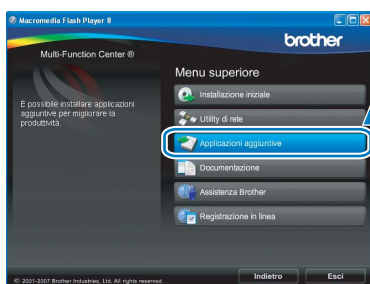 Macromedia Flash Player 8
brother
Multi-Function Center ®
Menu superiore
È possibile installare applicazioni
aggiuntive per migliorare la
produttività.
Installazione iniziale
Utility di rete
Applicazioni aggiuntive
Documentazione
Assistenza Brother
Registrazione in linea
© 2001-2007 Brother Industries, Ltd. All rights reserved.
Indietro
Esci